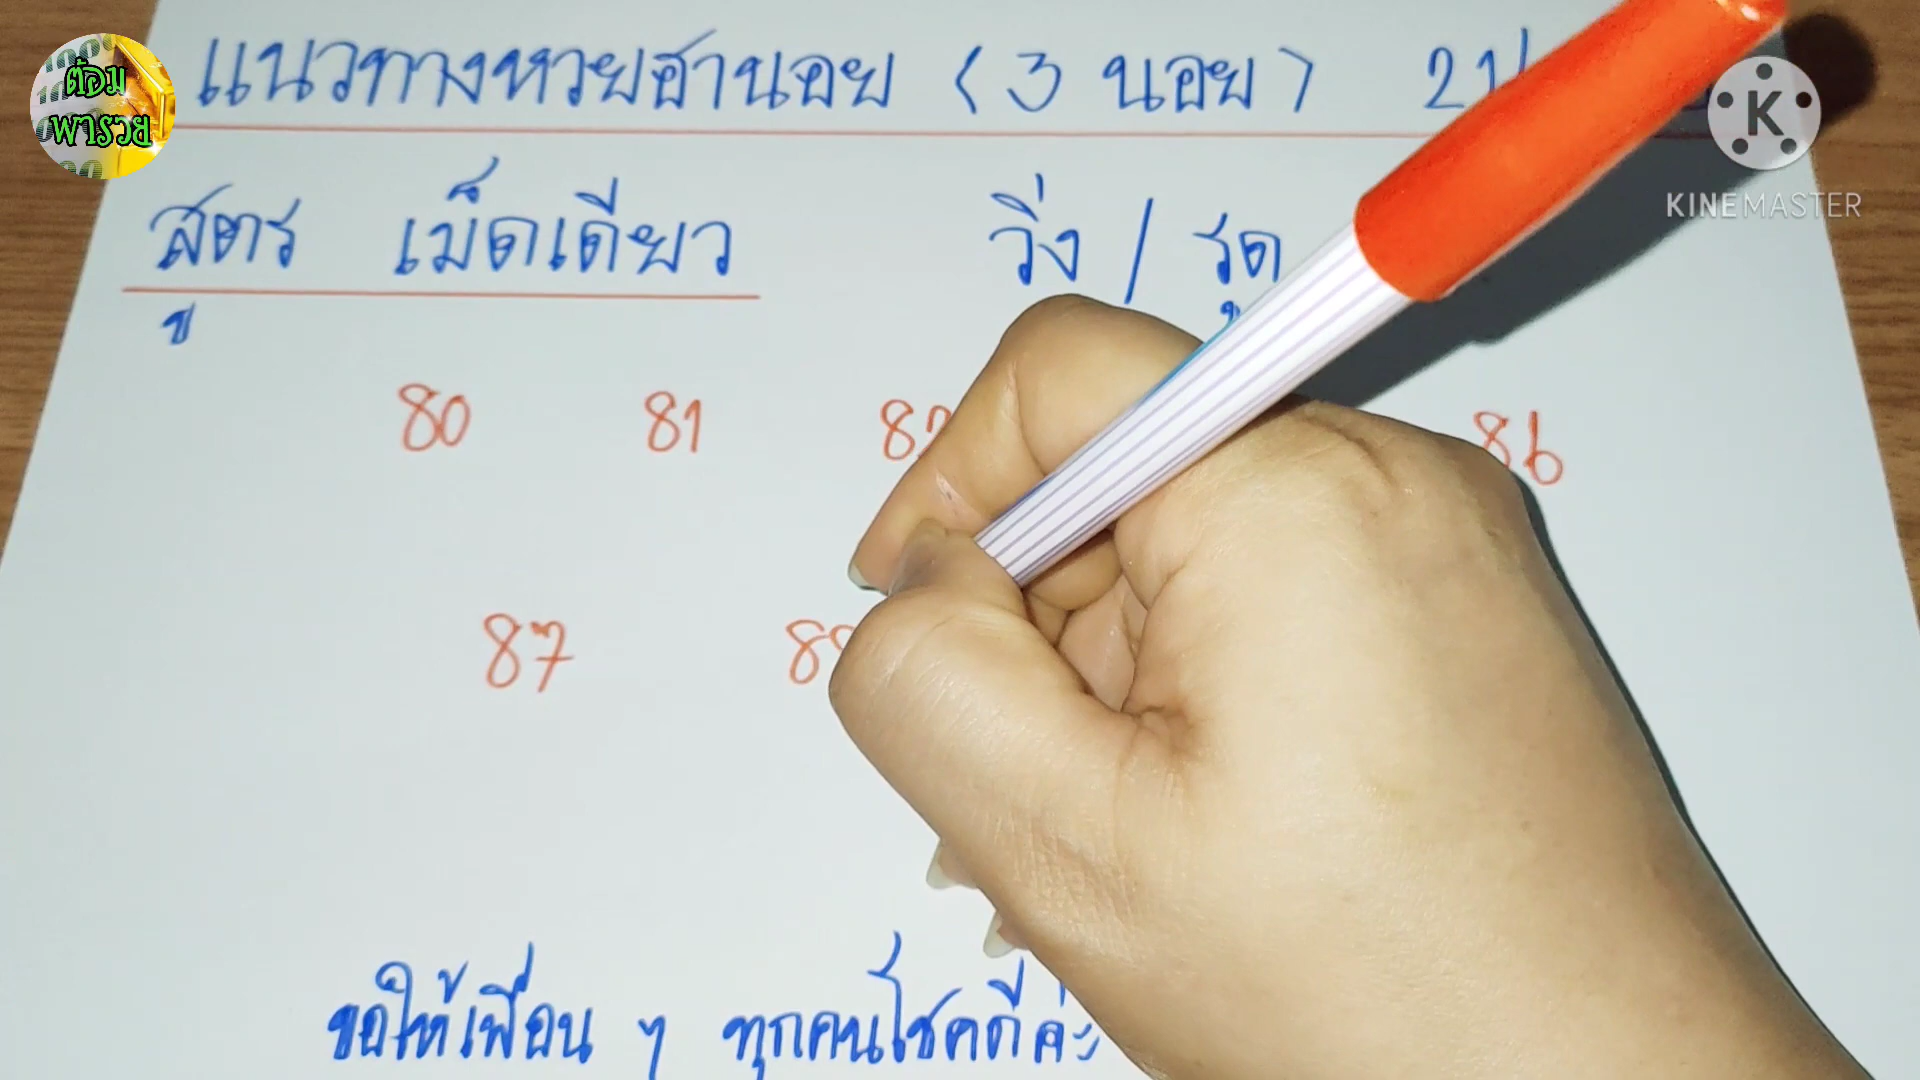 ต้อม
พารวย
แนวทางหวยฮานอย < 3 นอย >
KINEMASTER
สูตร เม็ดเดียว วิ่ง / รูด
80 81 86
87
ขอให้เพื่อน ๆ ทุกคนโชคดีค่ะ